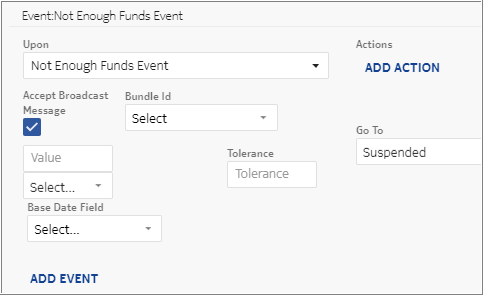 Event:Not Enough Funds Event
Upon
Actions
Not Enough Funds Event
ADD ACTION
Accept Broadcast
Message
Bundle Id
Select
Go To
Suspended
Value
Tolerance
Tolerance
Select...
Base Date Field
Select...
ADD EVENT